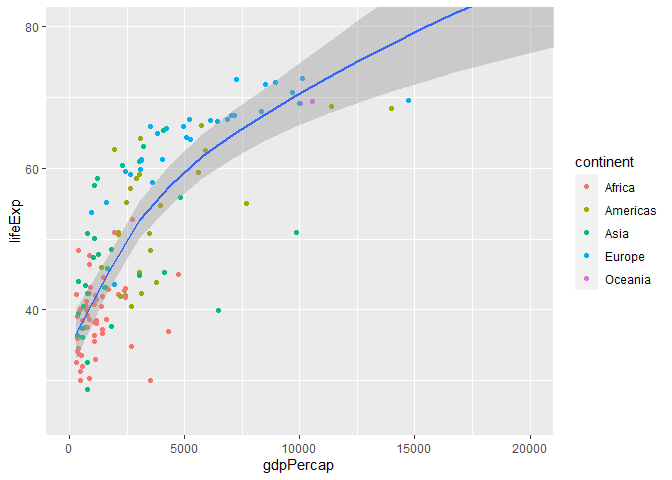 80
60
40
lifeExp
0
5000
10000
15000
20000
gdpPercap
continent
Africa
Americas
Asia
Europe
Oceania